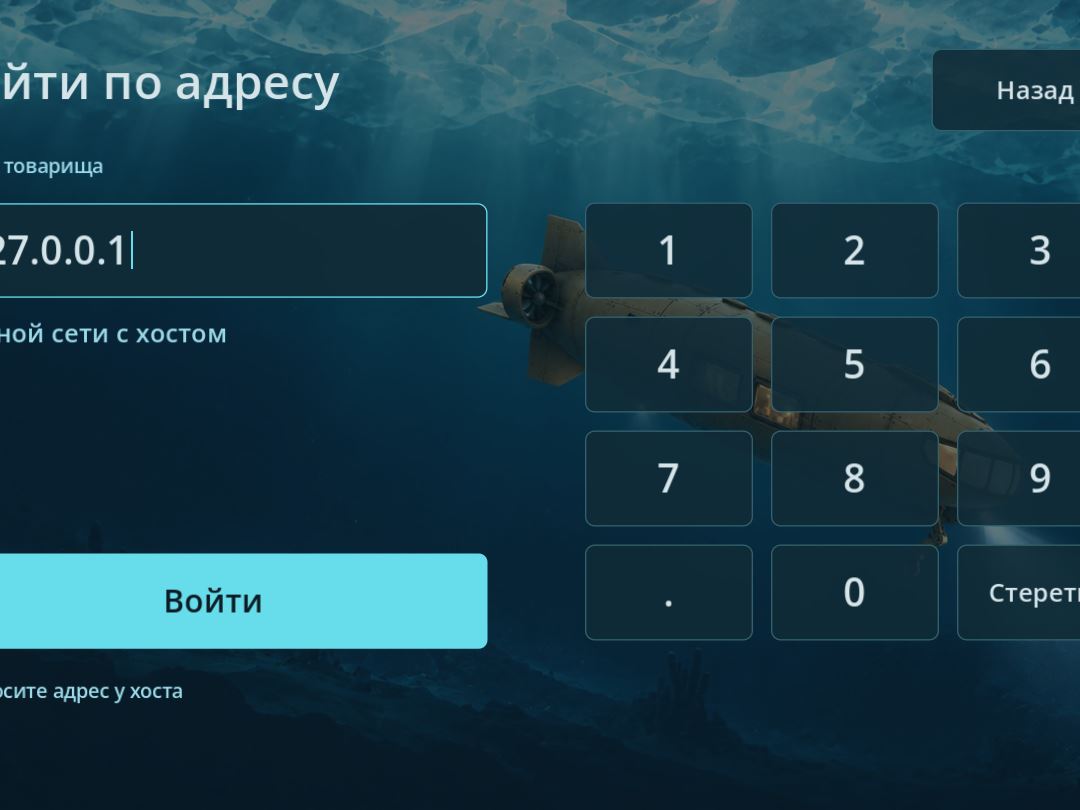 йти по адресу
Назад
товарища
27.0.0.1
1 2 3
ной сети с хостом
4 5 6
7 8 9
Войти
. 0 Стереть
осите адрес у хоста